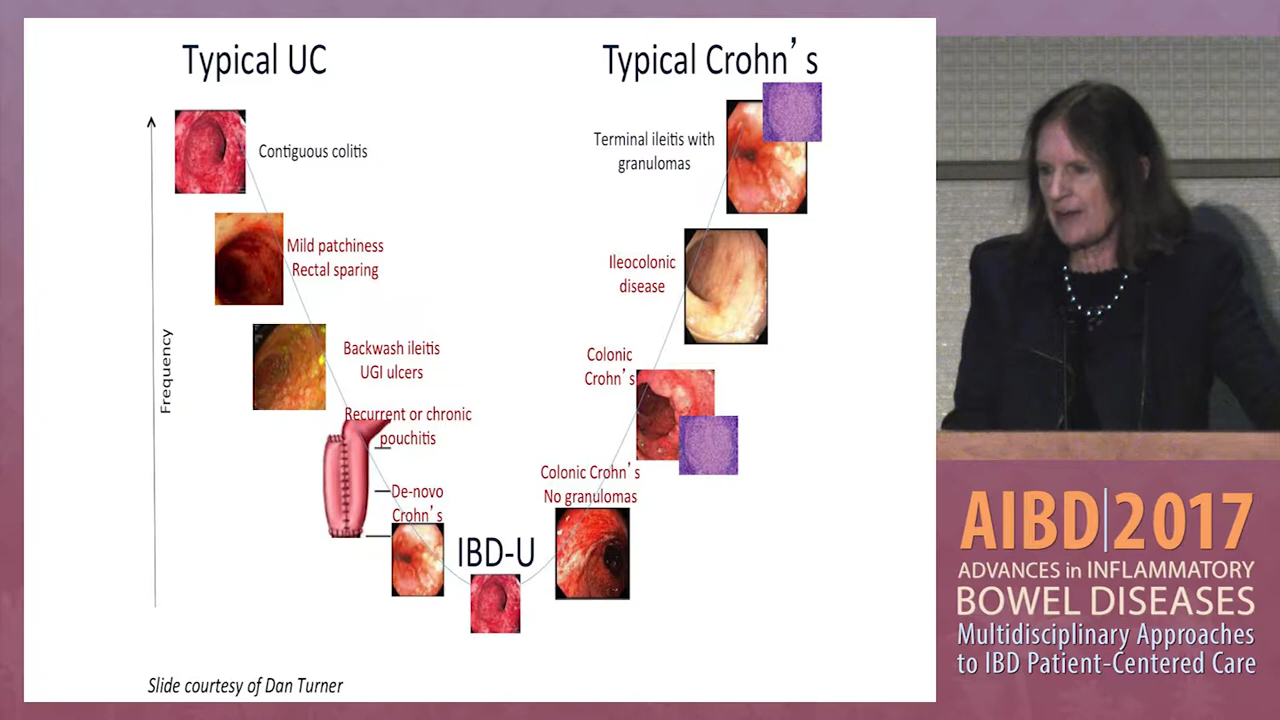 Typical UC
Typical Crohn's
Contiguous colitis
Terminal ileitis with
granulomas
Mild patchiness
Rectal sparing
Ileocolonic
disease
Frequency
Backwash ileitis
UGI ulcers
Colonic
Crohn's
Recurrent or chronic
pouchitis
Colonic Crohn's
No granulomas
De-novo
Crohn's
IBD-U
Slide courtesy of Dan Turner
AIBD|2017
ADVANCES in INFLAMMATORY
BOWEL DISEASES
Multidisciplinary Approaches
to IBD Patient-Centered Care